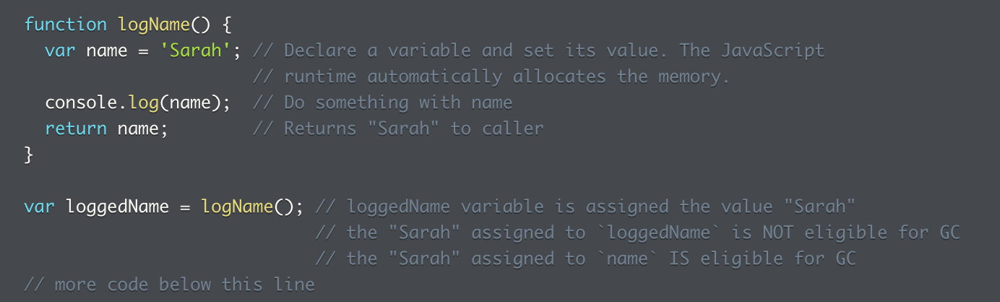 function logName() {
  var name = 'Sarah'; // Declare a variable and set its value. The JavaScript
                      // runtime automatically allocates the memory.
  console.log(name);  // Do something with name
  return name;        // Returns "Sarah" to caller
}
var loggedName = logName(); // loggedName variable is assigned the value "Sarah"
                            // the "Sarah" assigned to `loggedName` is NOT eligible for GC
                            // the "Sarah" assigned to `name` IS eligible for GC
// more code below this line